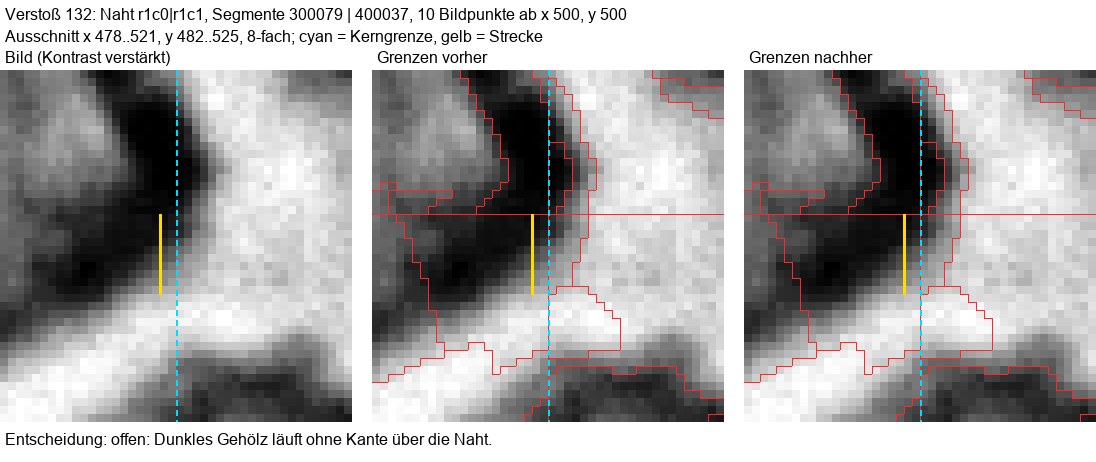 Verstoß 132: Naht r1c0|r1c1, Segmente 300079 | 400037, 10 Bildpunkte ab x 500, y 500
Ausschnitt x 478..521, y 482..525, 8-fach; cyan = Kerngrenze, gelb = Strecke
Bild (Kontrast verstärkt) Grenzen vorher Grenzen nachher
Entscheidung: offen: Dunkles Gehölz läuft ohne Kante über die Naht.